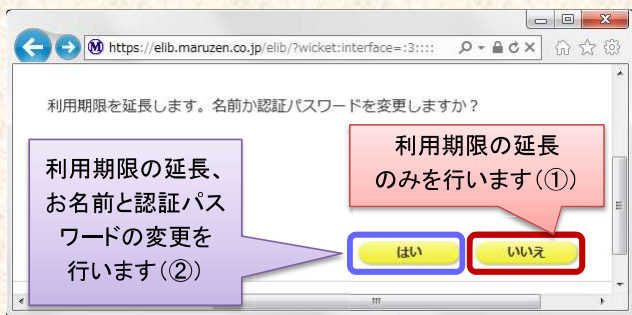 https://elib.maruzen.co.jp/elib/?wicket:interface=:3::::
利用期限を延長します。名前か認証パスワードを変更しますか？
利用期限の延長、
お名前と認証パス
ワードの変更を
行います(②)
利用期限の延長
のみを行います(①)
はい
いいえ